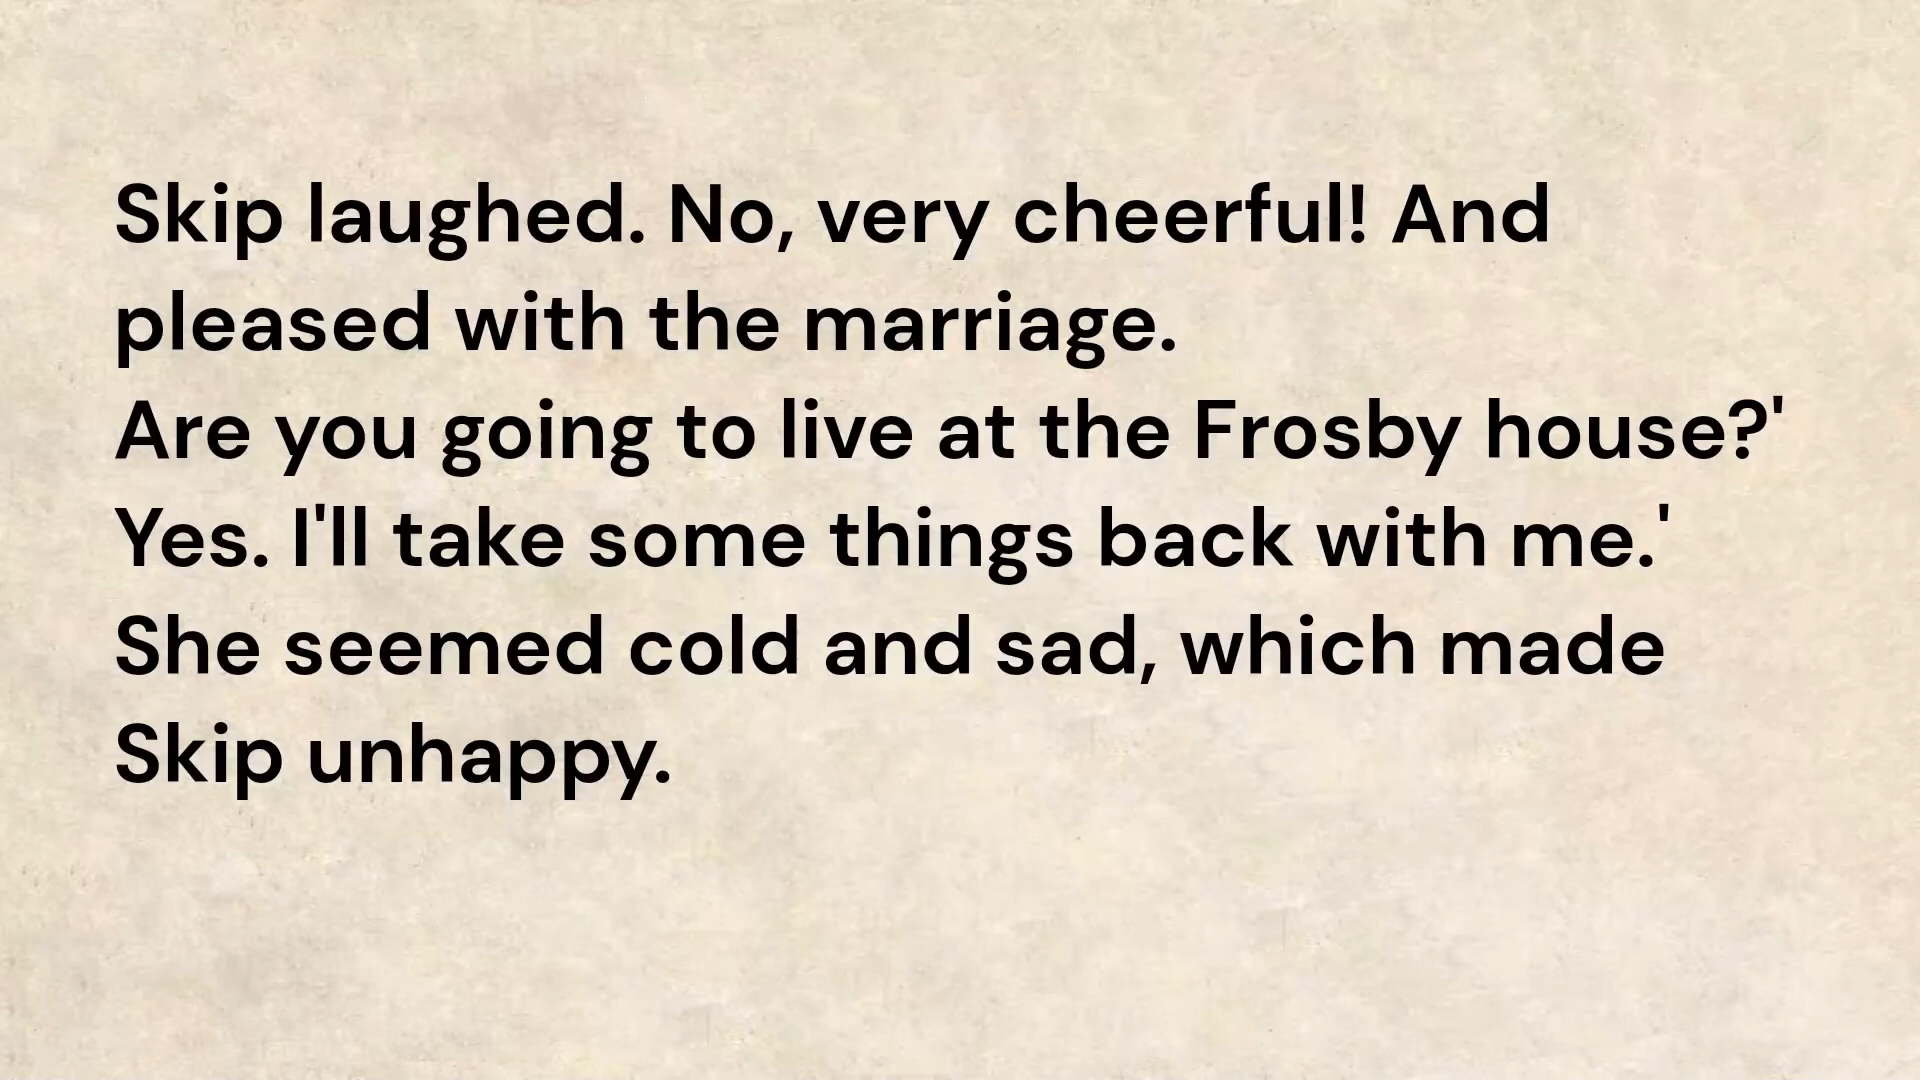 Skip laughed. No, very cheerful! And
pleased with the marriage.
Are you going to live at the Frosby house?'
Yes. I'll take some things back with me.'
She seemed cold and sad, which made
Skip unhappy.